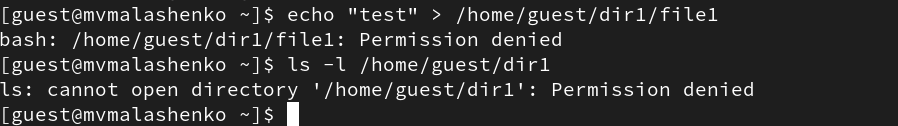 [guest@mvmalashenko ~]$ echo "test" > /home/guest/dir1/file1
bash: /home/guest/dir1/file1: Permission denied
[guest@mvmalashenko ~]$ ls -l /home/guest/dir1
ls: cannot open directory '/home/guest/dir1': Permission denied
[guest@mvmalashenko ~]$